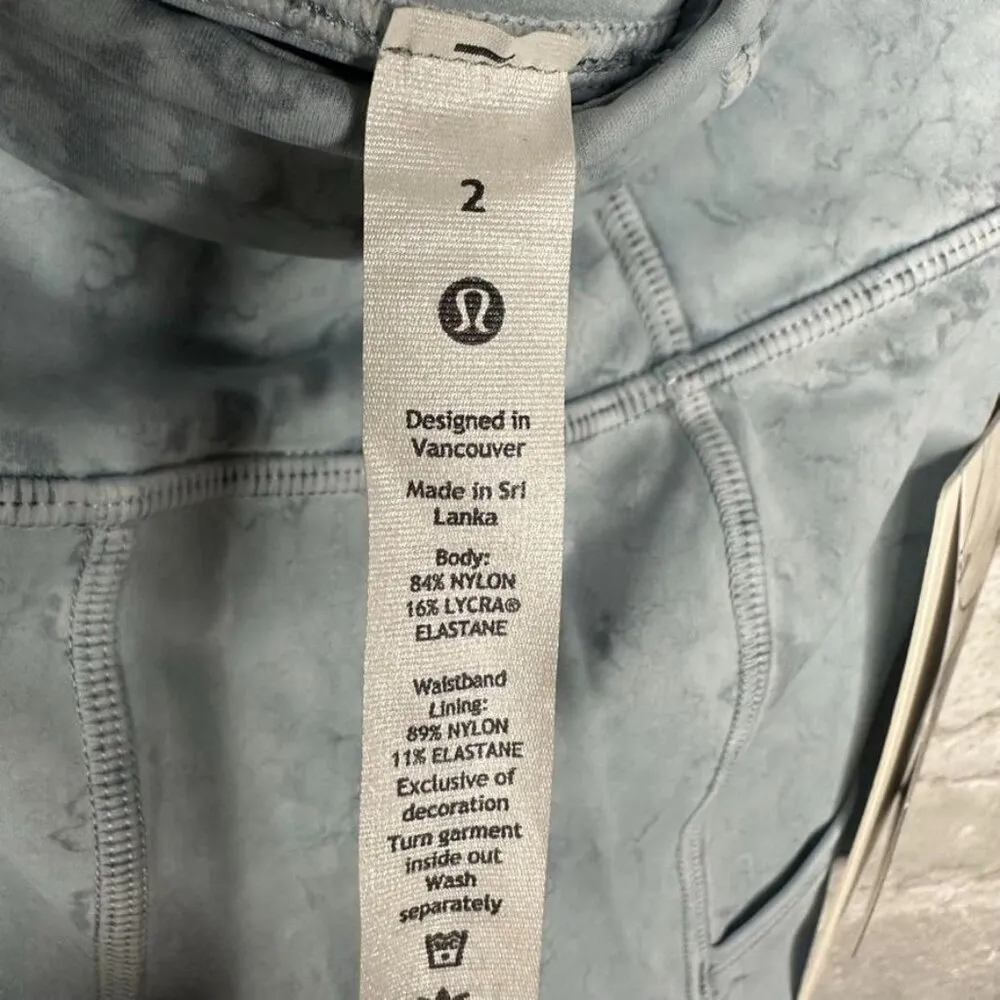 2
Designed in
Vancouver
Made in Sri
Lanka
Body:
84% NYLON
16% LYCRA®
ELASTANE
Waistband
Lining:
89% NYLON
11% ELASTANE
Exclusive of
decoration
Turn garment
inside out
Wash
separately